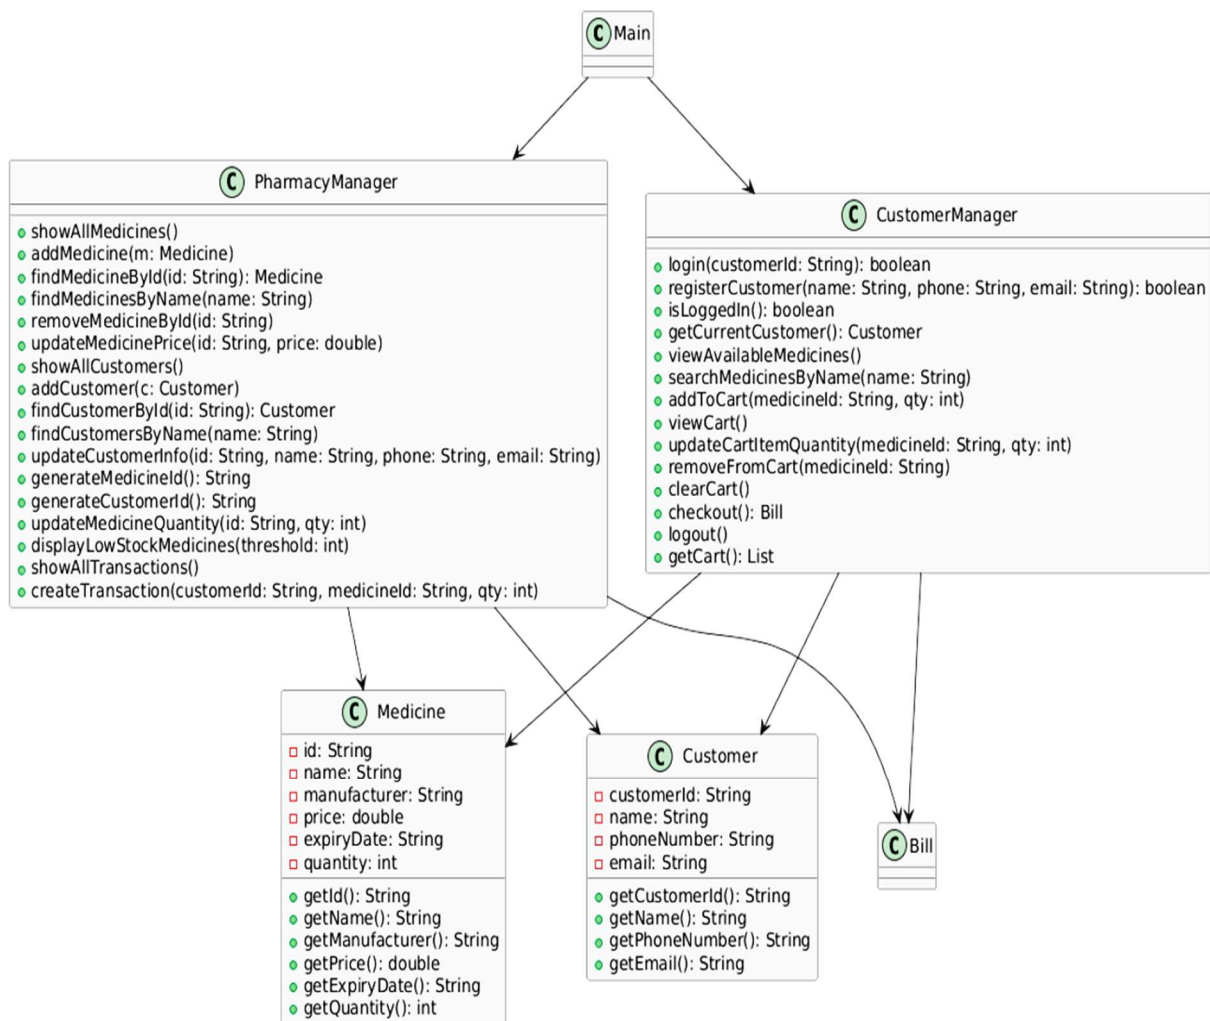 C Main
C PharmacyManager
showAllMedicines()
addMedicine(m: Medicine)
findMedicineById(id: String): Medicine
findMedicinesByName(name: String)
removeMedicineById(id: String)
updateMedicinePrice(id: String, price: double)
showAllCustomers()
addCustomer(c: Customer)
findCustomerById(id: String): Customer
findCustomersByName(name: String)
updateCustomerInfo(id: String, name: String, phone: String, email: String)
generateMedicineId(): String
generateCustomerId(): String
updateMedicineQuantity(id: String, qty: int)
displayLowStockMedicines(threshold: int)
showAllTransactions()
createTransaction(customerId: String, medicineId: String, qty: int)
C CustomerManager
login(customerId: String): boolean
registerCustomer(name: String, phone: String, email: String): boolean
isLoggedIn(): boolean
getCurrentCustomer(): Customer
viewAvailableMedicines()
searchMedicinesByName(name: String)
addToCart(medicineId: String, qty: int)
viewCart()
updateCartItemQuantity(medicineId: String, qty: int)
removeFromCart(medicineId: String)
clearCart()
checkout(): Bill
logout()
getCart(): List
C Medicine
id: String
name: String
manufacturer: String
price: double
expiryDate: String
quantity: int
getId(): String
getName(): String
getManufacturer(): String
getPrice(): double
getExpiryDate(): String
getQuantity(): int
C Customer
customerId: String
name: String
phoneNumber: String
email: String
getCustomerId(): String
getName(): String
getPhoneNumber(): String
getEmail(): String
C Bill